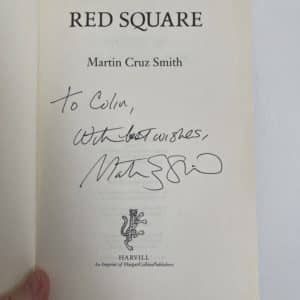 RED SQUARE
Martin Cruz Smith
To Colin,
With best wishes,
HARVILL
An Imprint of HarperCollinsPublishers